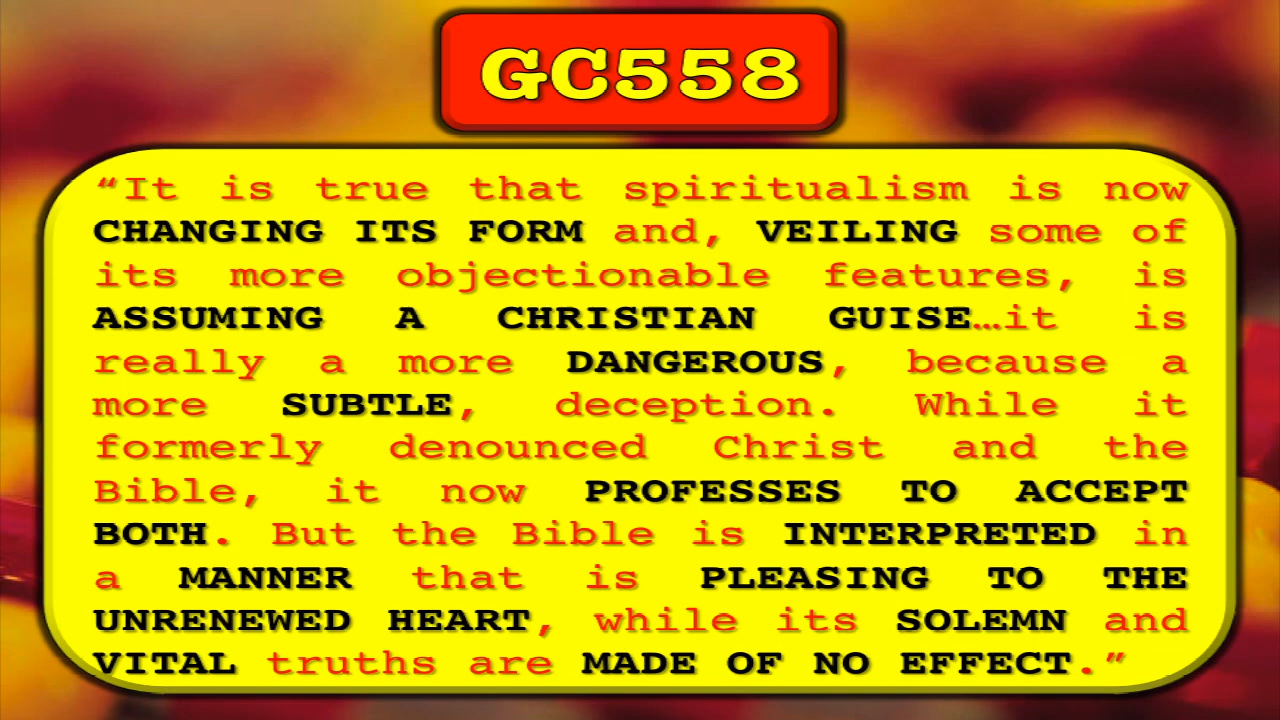 GC558
“It is true that spiritualism is now
CHANGING ITS FORM and, VEILING some of
its more objectionable features, is
ASSUMING A CHRISTIAN GUISE…it is
really a more DANGEROUS, because a
more SUBTLE, deception. While it
formerly denounced Christ and the
Bible, it now PROFESSES TO ACCEPT
BOTH. But the Bible is INTERPRETED in
a MANNER that is PLEASING TO THE
UNRENEWED HEART, while its SOLEMN and
VITAL truths are MADE OF NO EFFECT.”